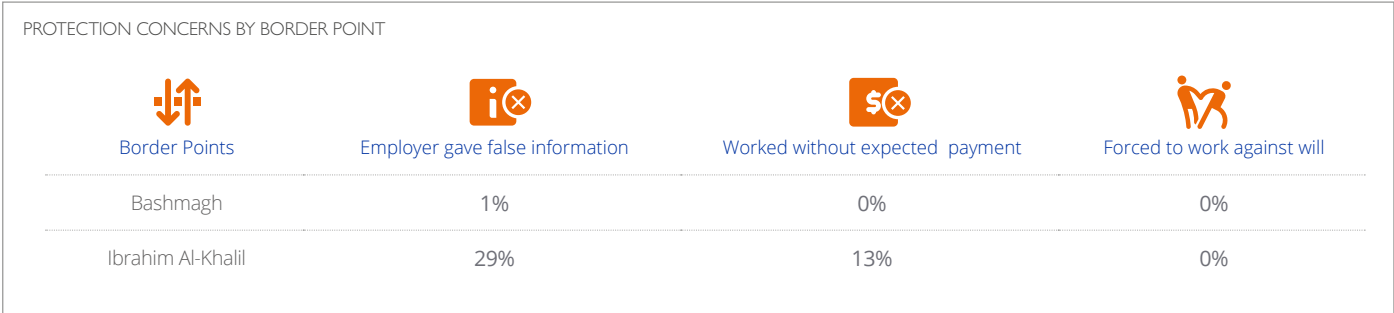 PROTECTION CONCERNS BY BORDER POINT
i
$
Border Points Employer gave false information Worked without expected payment Forced to work against will
Bashmagh 1% 0% 0%
Ibrahim Al-Khalil 29% 13% 0%